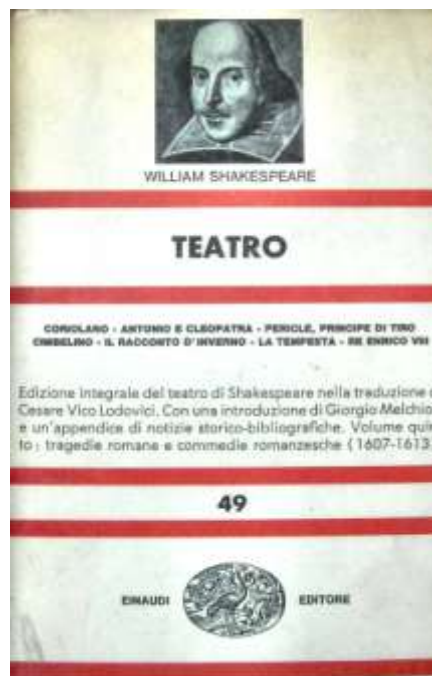 WILLIAM SHAKESPEARE
TEATRO
CORIOLANO - ANTONIO E CLEOPATRA - PERICLE, PRINCIPE DI TIRO
CIMBELINO - IL RACCONTO D'INVERNO - LA TEMPESTA - RE ENRICO VIII
Edizione integrale del teatro di Shakespeare nella traduzione
Cesare Vico Lodovici. Con una introduzione di Giorgio Melchio
e un'appendice di notizie storico-bibliografiche. Volume quin
to: tragedie romane e commedie romanzesche (1607-1613
49
EINAUDI EDITORE